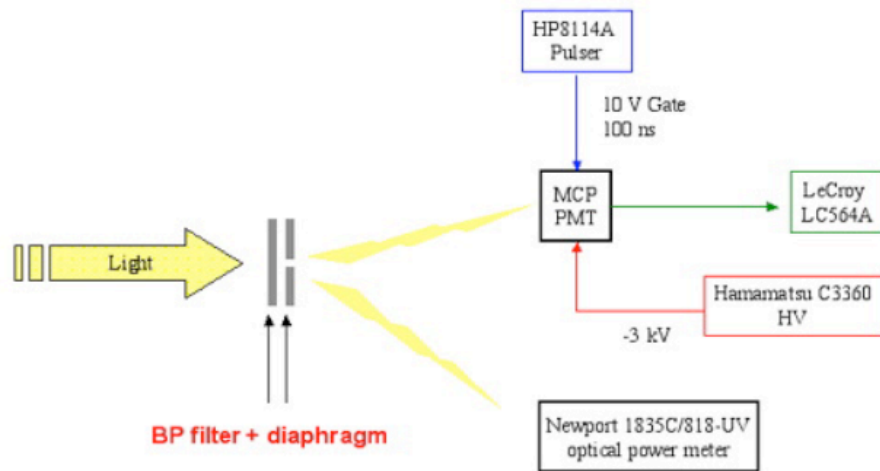 HP8114A
Pulser
10 V Gate
100 ns
MCP
PMT
LeCroy
LC564A
Light
Hamamatsu C3360
HV
-3 kV
BP filter + diaphragm
Newport 1835C/818-UV
optical power meter